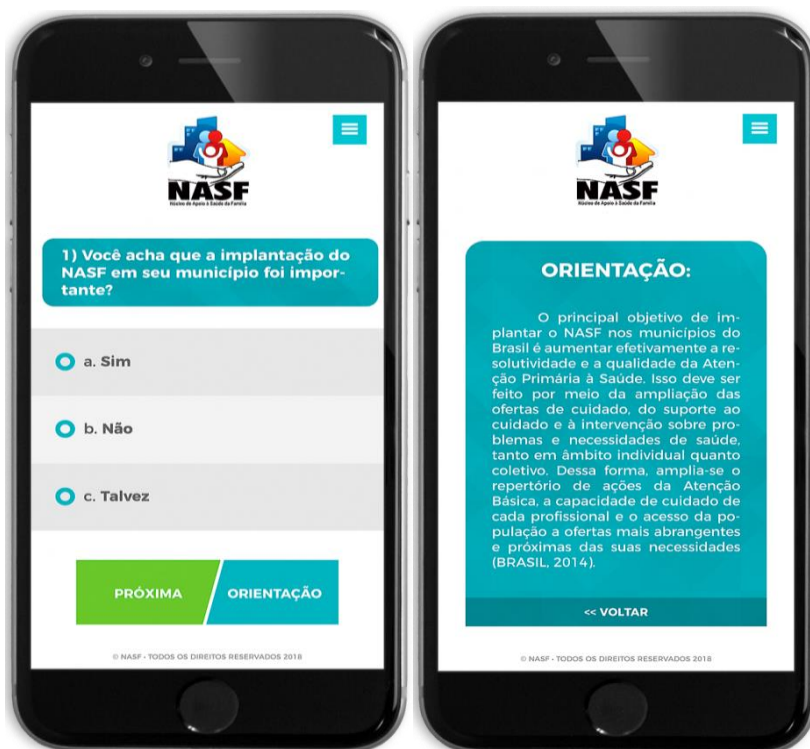 NASF
Núcleo de Apoio à Saúde da Família
1) Você acha que a implantação do
NASF em seu município foi impor-
tante?
a. Sim
b. Não
c. Talvez
PRÓXIMA
ORIENTAÇÃO
© NASF - TODOS OS DIREITOS RESERVADOS 2018
NASF
Núcleo de Apoio à Saúde da Família
ORIENTAÇÃO:
O principal objetivo de im-
plantar o NASF nos municípios do
Brasil é aumentar efetivamente a re-
solutividade e a qualidade da Aten-
ção Primária à Saúde. Isso deve ser
feito por meio da ampliação das
ofertas de cuidado, do suporte ao
cuidado e à intervenção sobre pro-
blemas e necessidades de saúde,
tanto em âmbito individual quanto
coletivo. Dessa forma, amplia-se o
repertório de ações da Atenção
Básica, a capacidade de cuidado de
cada profissional e o acesso da po-
pulação a ofertas mais abrangentes
e próximas das suas necessidades
(BRASIL, 2014).
<< VOLTAR
© NASF - TODOS OS DIREITOS RESERVADOS 2018